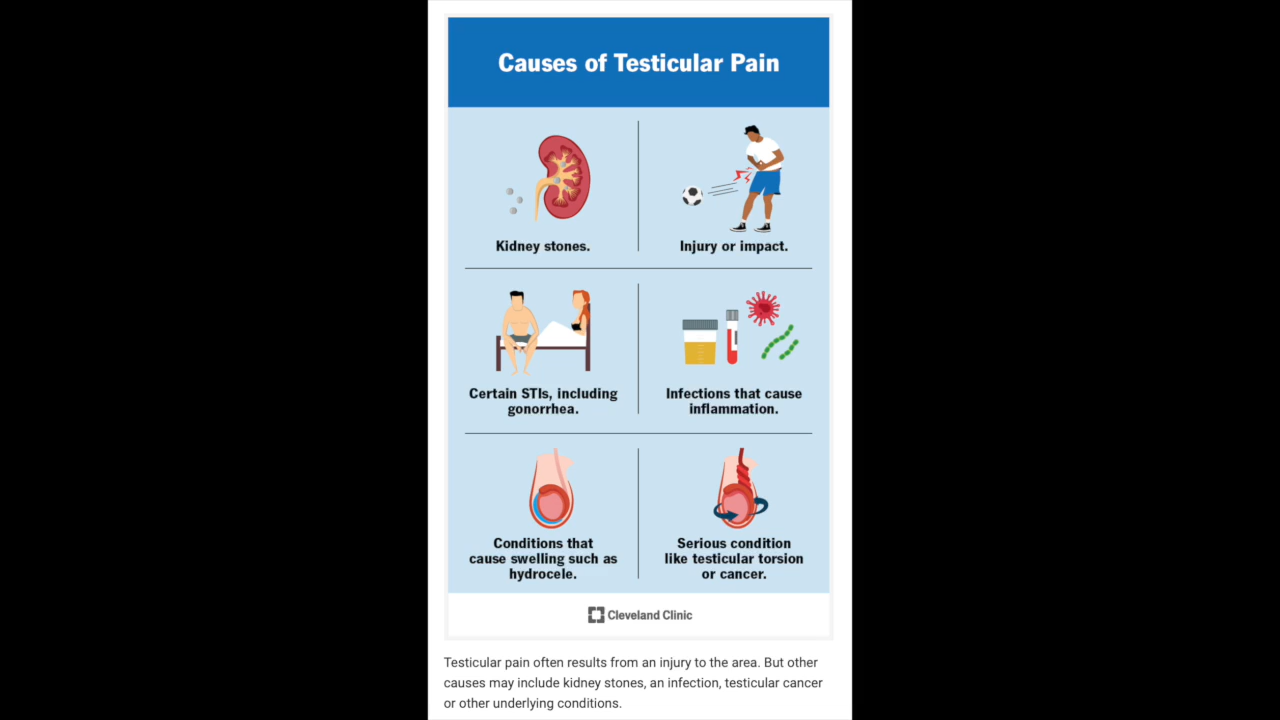 Causes of Testicular Pain
Kidney stones.
Injury or impact.
Certain STIs, including
gonorrhea.
Infections that cause
inflammation.
Conditions that
cause swelling such as
hydrocele.
Serious condition
like testicular torsion
or cancer.
Cleveland Clinic
Testicular pain often results from an injury to the area. But other
causes may include kidney stones, an infection, testicular cancer
or other underlying conditions.